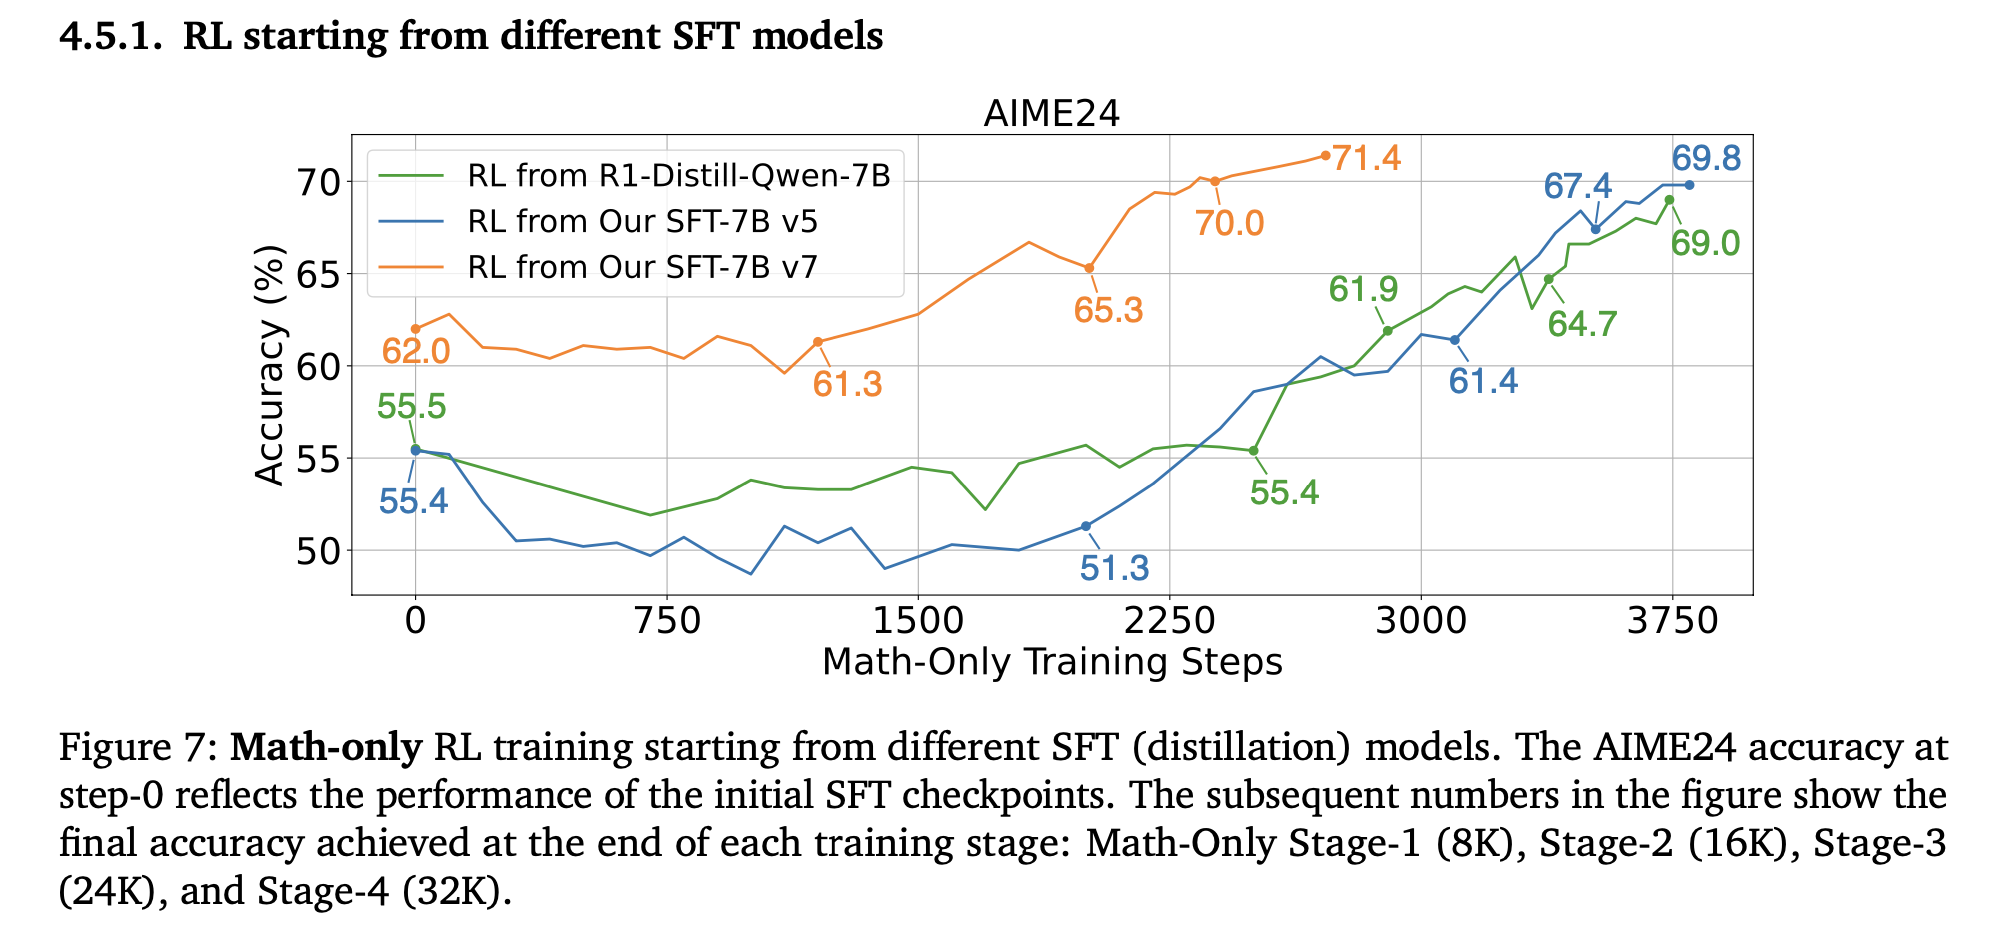 4.5.1. RL starting from different SFT models
AIME24
RL from R1-Distill-Qwen-7B
RL from Our SFT-7B v5
RL from Our SFT-7B v7
Accuracy (%)
70
65
60
55
50
62.0
61.3
65.3
70.0
71.4
55.5
55.4
61.9
64.7
69.0
55.4
51.3
61.4
67.4
69.8
0 750 1500 2250 3000 3750
Math-Only Training Steps
Figure 7: Math-only RL training starting from different SFT (distillation) models. The AIME24 accuracy at
step-0 reflects the performance of the initial SFT checkpoints. The subsequent numbers in the figure show the
final accuracy achieved at the end of each training stage: Math-Only Stage-1 (8K), Stage-2 (16K), Stage-3
(24K), and Stage-4 (32K).